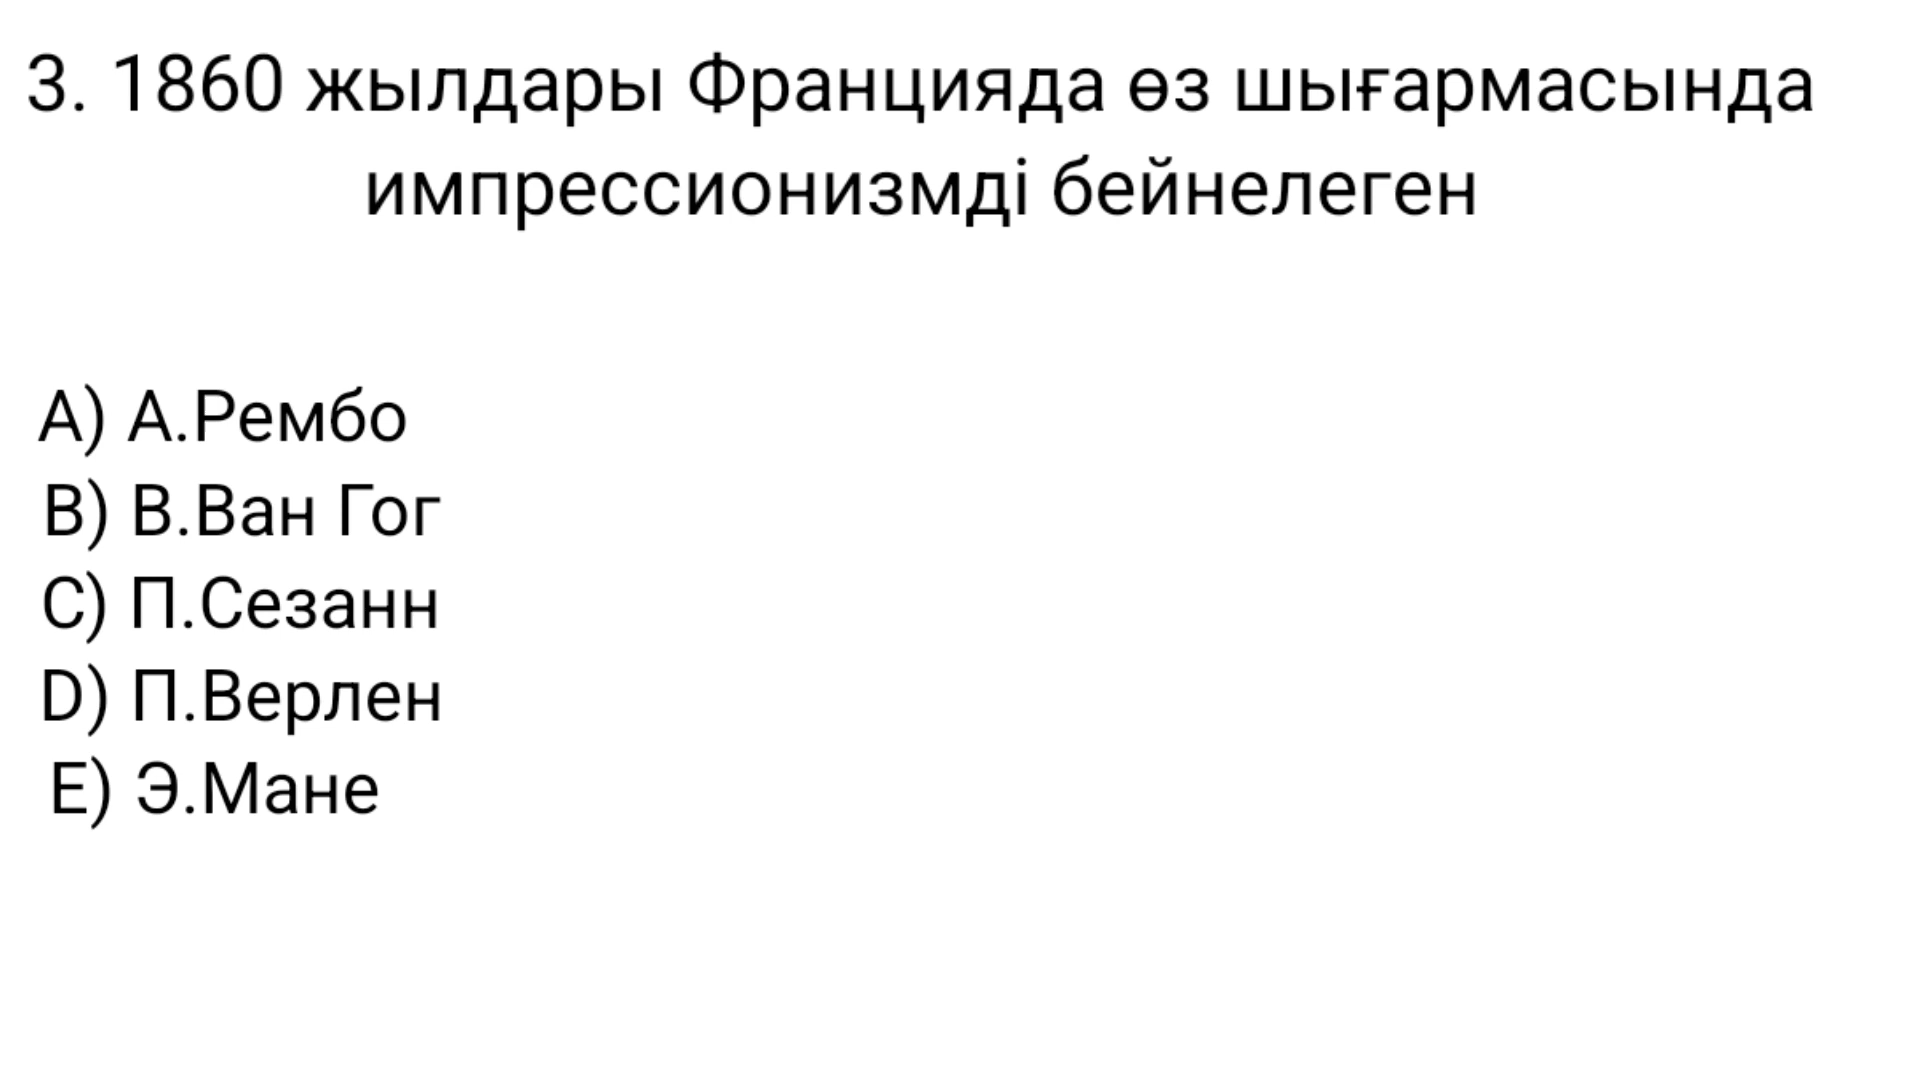 3. 1860 жылдары Францияда өз шығармасында
импрессионизмді бейнелеген
A) А.Рембо
B) В.Ван Гог
C) П.Сезанн
D) П.Верлен
E) Э.Мане